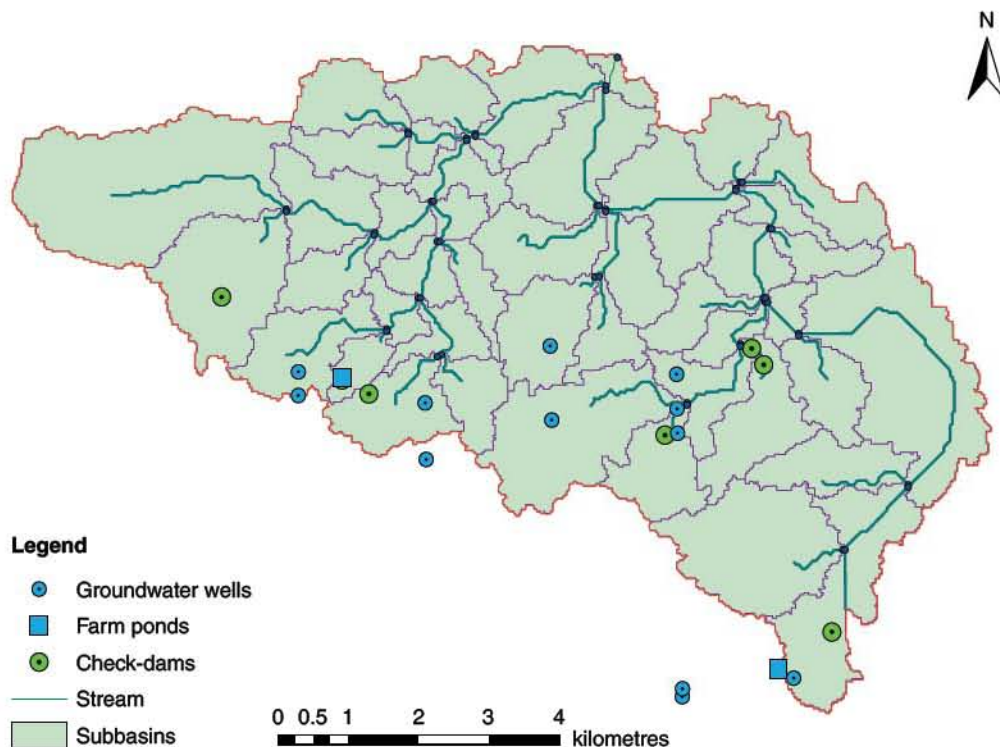 N
Legend
Groundwater wells
Farm ponds
Check-dams
Stream
Subbasins
0 0.5 1 2 3 4
kilometres